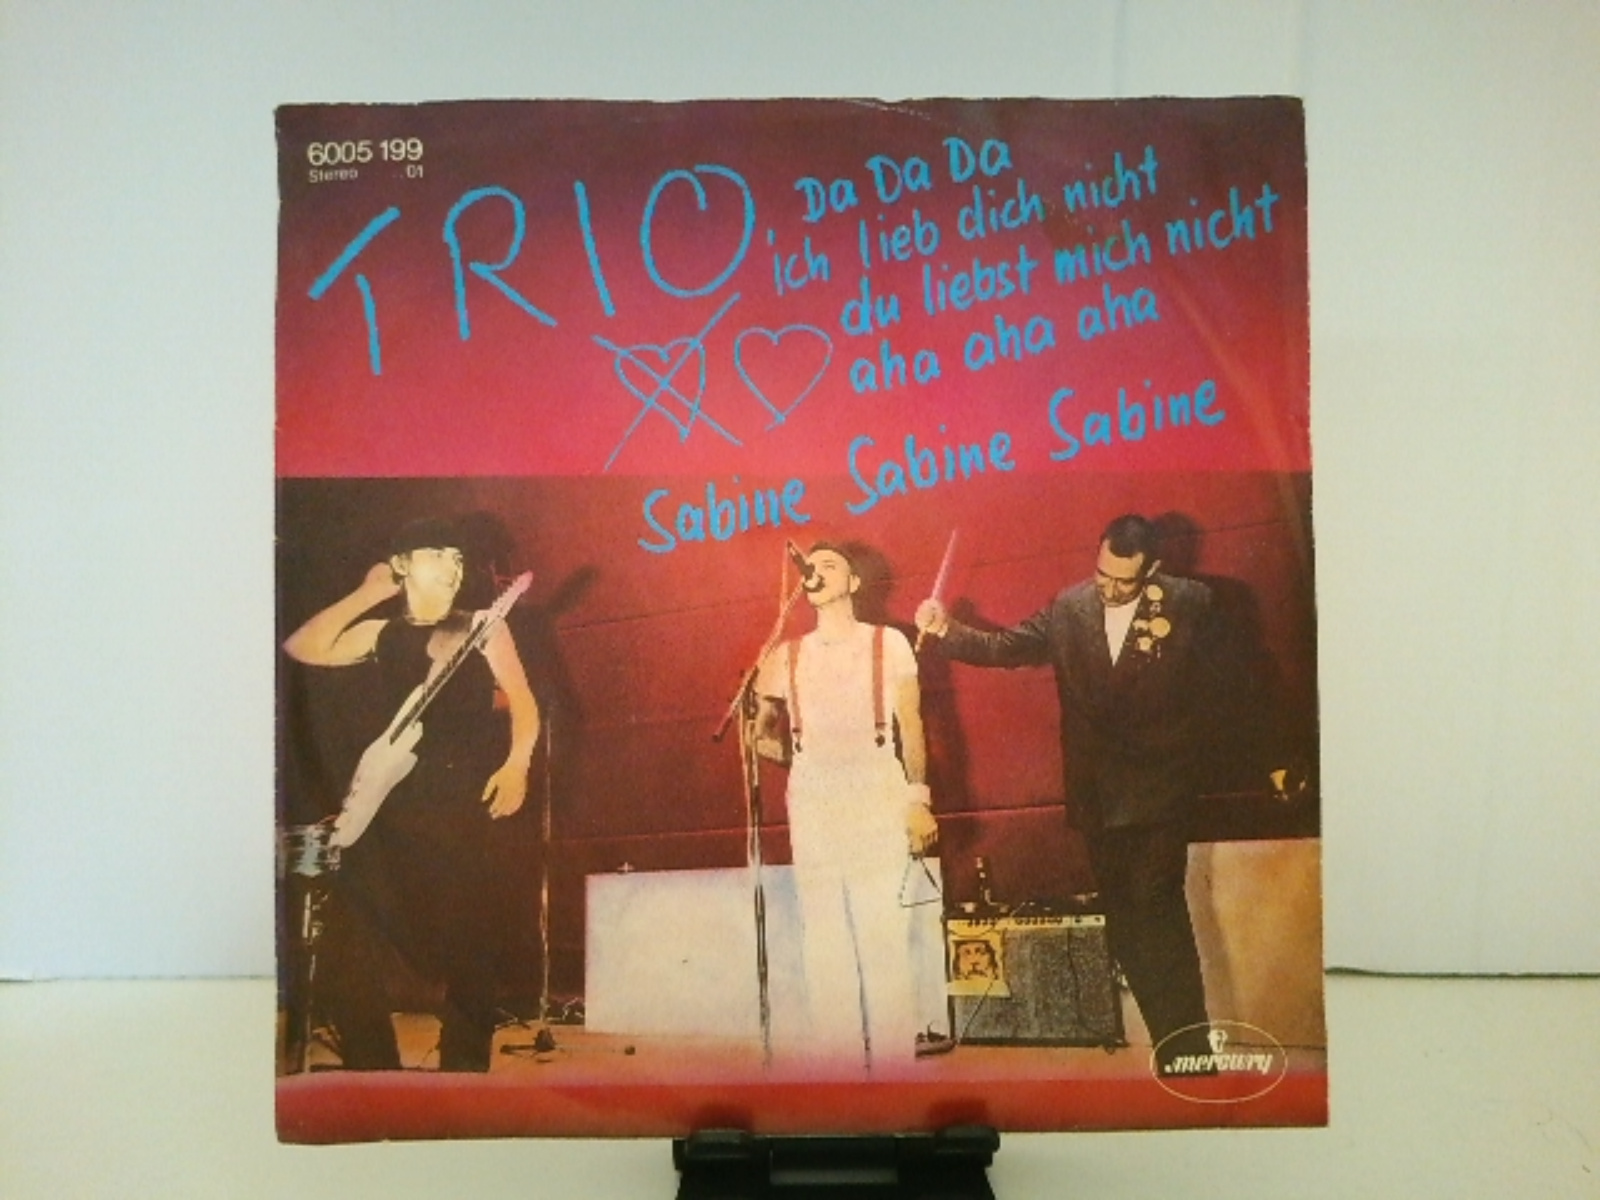 6005 199
Stereo 01
TRIO
Da Da Da
ich lieb dich nicht
du liebst mich nicht
aha aha aha
Sabine Sabine Sabine
mercury